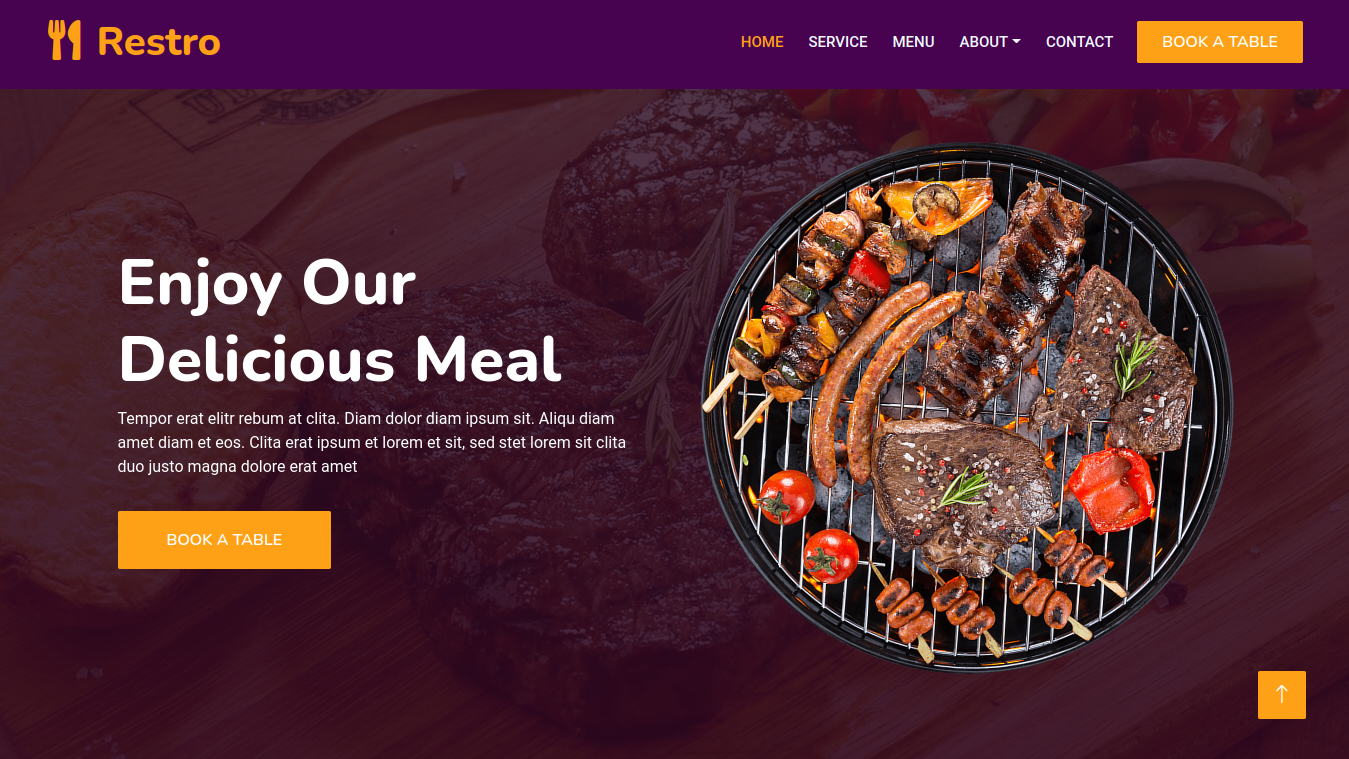 Restro
HOME SERVICE MENU ABOUT CONTACT BOOK A TABLE
Enjoy Our
Delicious Meal
Tempor erat elitr rebum at clita. Diam dolor diam ipsum sit. Aliqu diam
amet diam et eos. Clita erat ipsum et lorem et sit, sed stet lorem sit clita
duo justo magna dolore erat amet
BOOK A TABLE